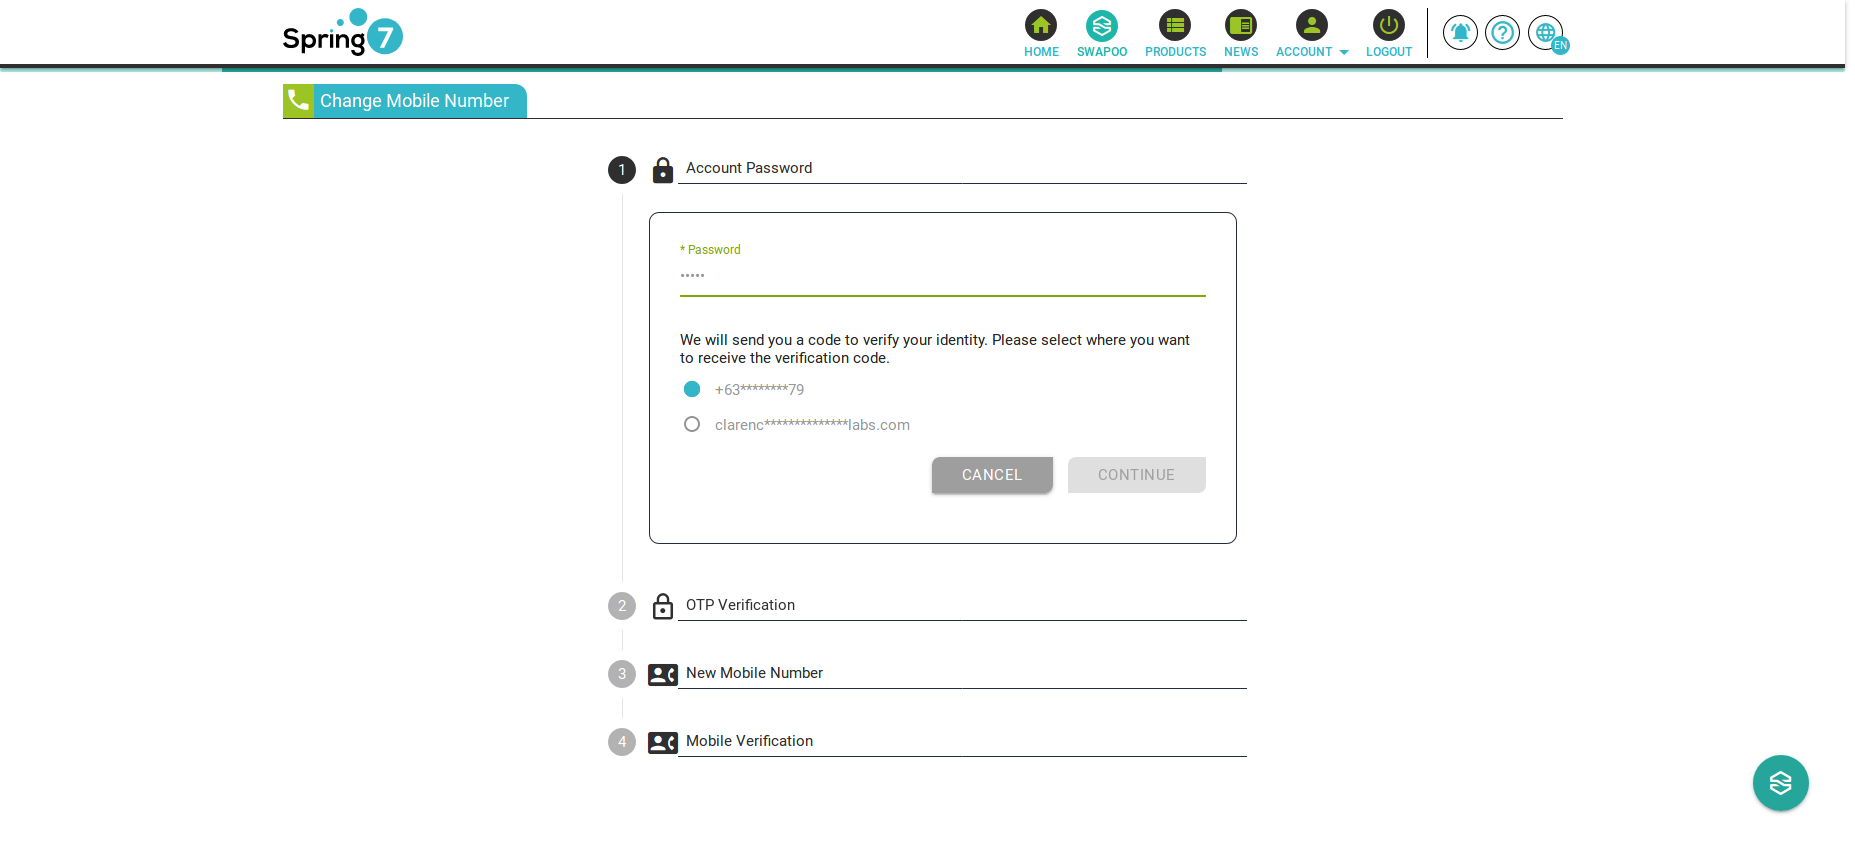 Spring 7
HOME SWAPOO PRODUCTS NEWS ACCOUNT LOGOUT EN
Change Mobile Number
1 Account Password
* Password
•••••
We will send you a code to verify your identity. Please select where you want
to receive the verification code.
+63********79
clarenc**************labs.com
CANCEL CONTINUE
2 OTP Verification
3 New Mobile Number
4 Mobile Verification